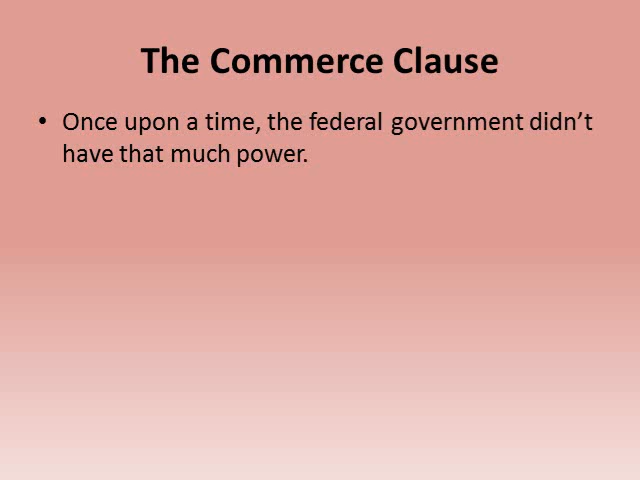 The Commerce Clause
• Once upon a time, the federal government didn’t
have that much power.